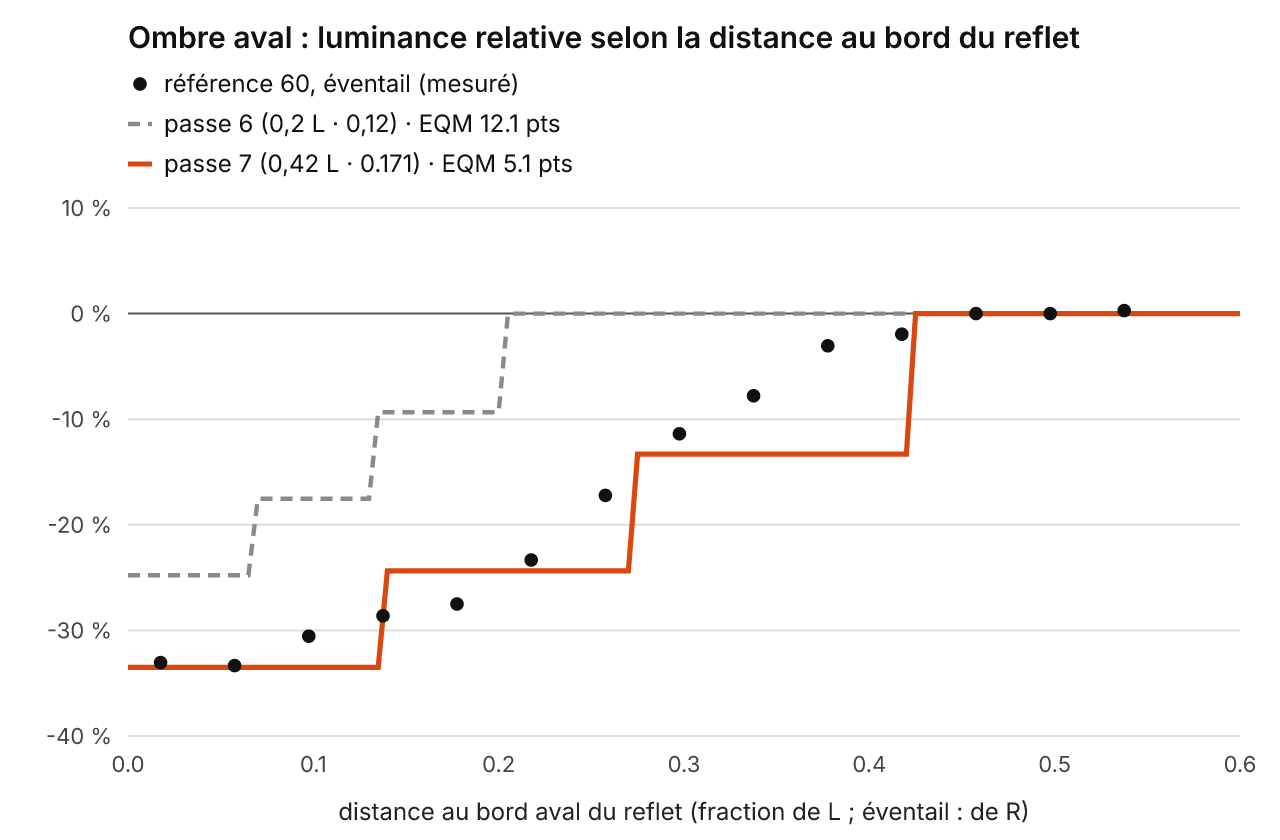 Ombre aval : luminance relative selon la distance au bord du reflet
référence 60, éventail (mesuré)
passe 6 (0,2 L · 0,12) · EQM 12.1 pts
passe 7 (0,42 L · 0.171) · EQM 5.1 pts
10 %
0 %
-10 %
-20 %
-30 %
-40 %
0.0 0.1 0.2 0.3 0.4 0.5 0.6
distance au bord aval du reflet (fraction de L ; éventail : de R)